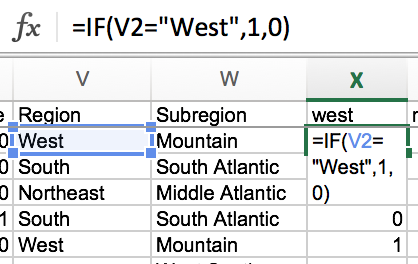 fx =IF(V2="West",1,0)
V W X
e Region Subregion west
0 West Mountain =IF(V2=
0 South South Atlantic "West",1,
0 Northeast Middle Atlantic 0)
1 South South Atlantic 0
0 West Mountain 1